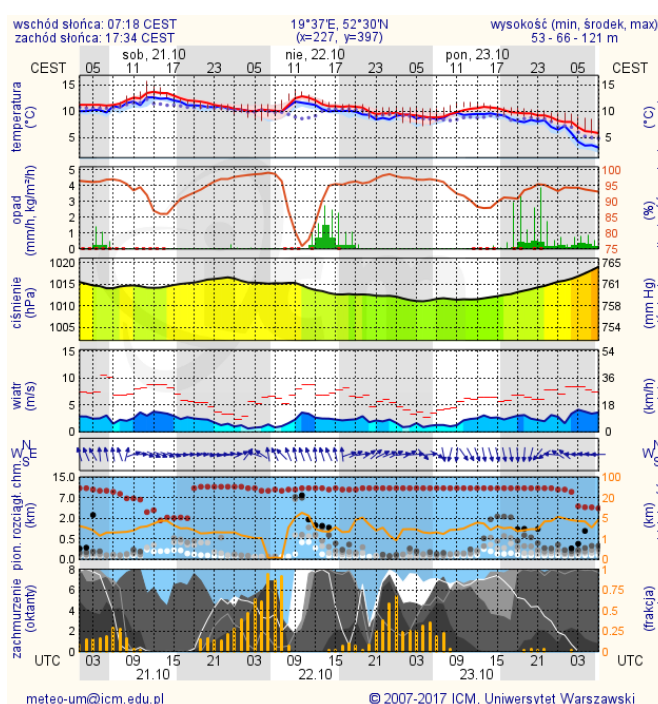 wschód słońca: 07:18 CEST 19°37'E, 52°30'N wysokość (min, środek, max)
zachód słońca: 17:34 CEST (x=227, y=397) 53 - 66 - 121 m
sob, 21.10 nie, 22.10 pon, 23.10
CEST 05 11 17 23 05 11 17 23 05 11 17 23 05 CEST
temperatura (°C)
15
10
5
15
10
5
(°C)
opad (mm/h, kg/m²/h)
5
4
3
2
1
0
100
95
90
85
80
75
(%)
ciśnienie (hPa)
1020
1015
1010
1005
765
761
758
754
(mm Hg)
wiatr (m/s)
15
10
5
0
54
36
18
0
(km/h)
N
W E
S
N
W
S
pion. rozciągł. chm. (km)
15.0
7.0
2.0
0.5
0.0
100
20
5
1
0
(km)
zachmurzenie (oktanty)
8
6
4
2
0
1
0.75
0.5
0.25
0
(frakcja)
UTC 03 09 15 21 03 09 15 21 03 09 15 21 03 UTC
21.10 22.10 23.10
meteo-um@icm.edu.pl © 2007-2017 ICM, Uniwersytet Warszawski